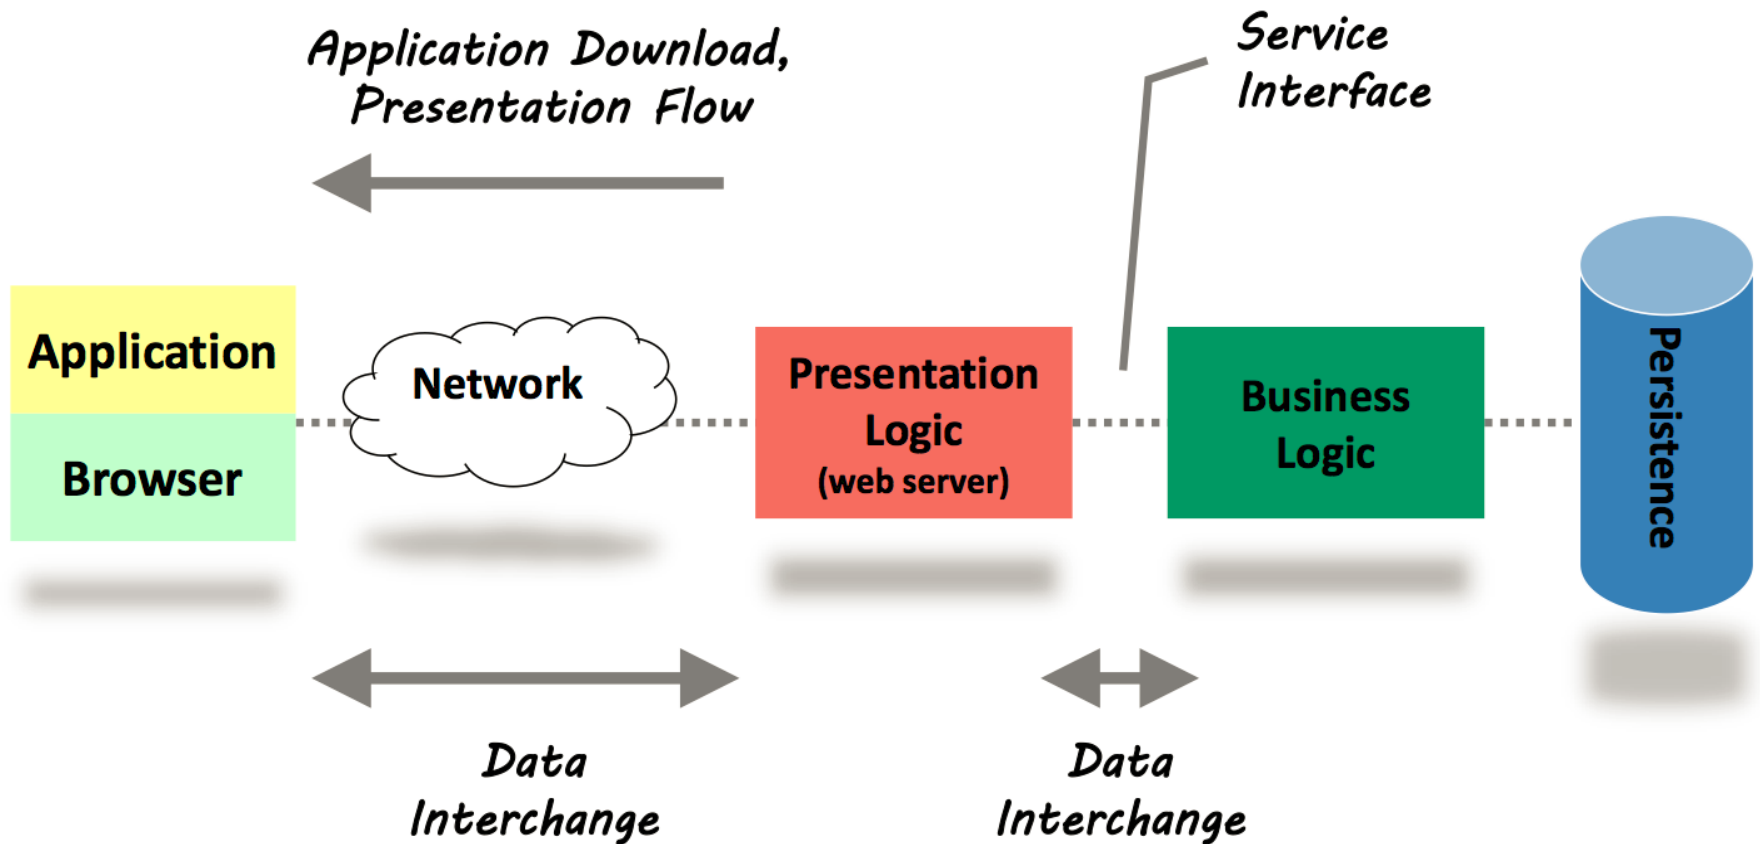 Application Download,
Presentation Flow
Service
Interface
Application
Browser
Network
Presentation
Logic
(web server)
Business
Logic
Persistence
Data
Interchange
Data
Interchange